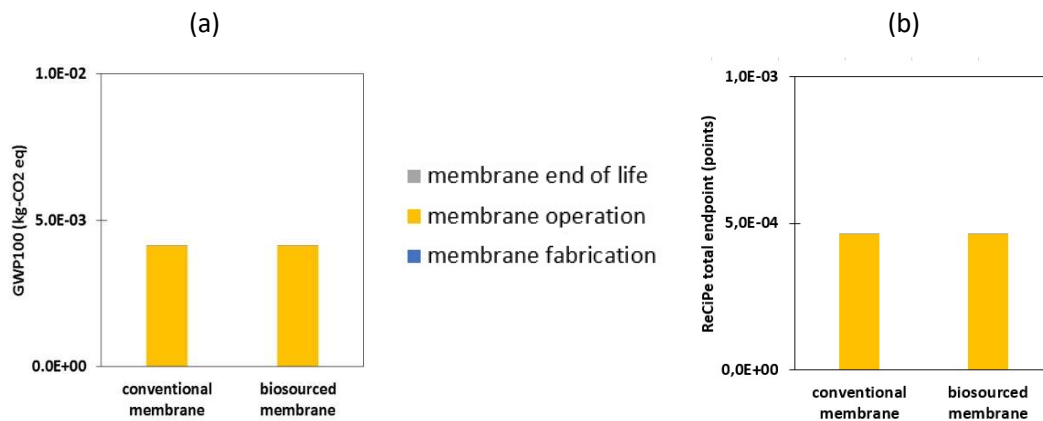 (a)
(b)
1.0E-02
5.0E-03
0.0E+00
GWP100 (kg-CO2 eq)
conventional
membrane
biosourced
membrane
membrane end of life
membrane operation
membrane fabrication
1,0E-03
5,0E-04
0,0E+00
ReCiPe total endpoint (points)
conventional
membrane
biosourced
membrane